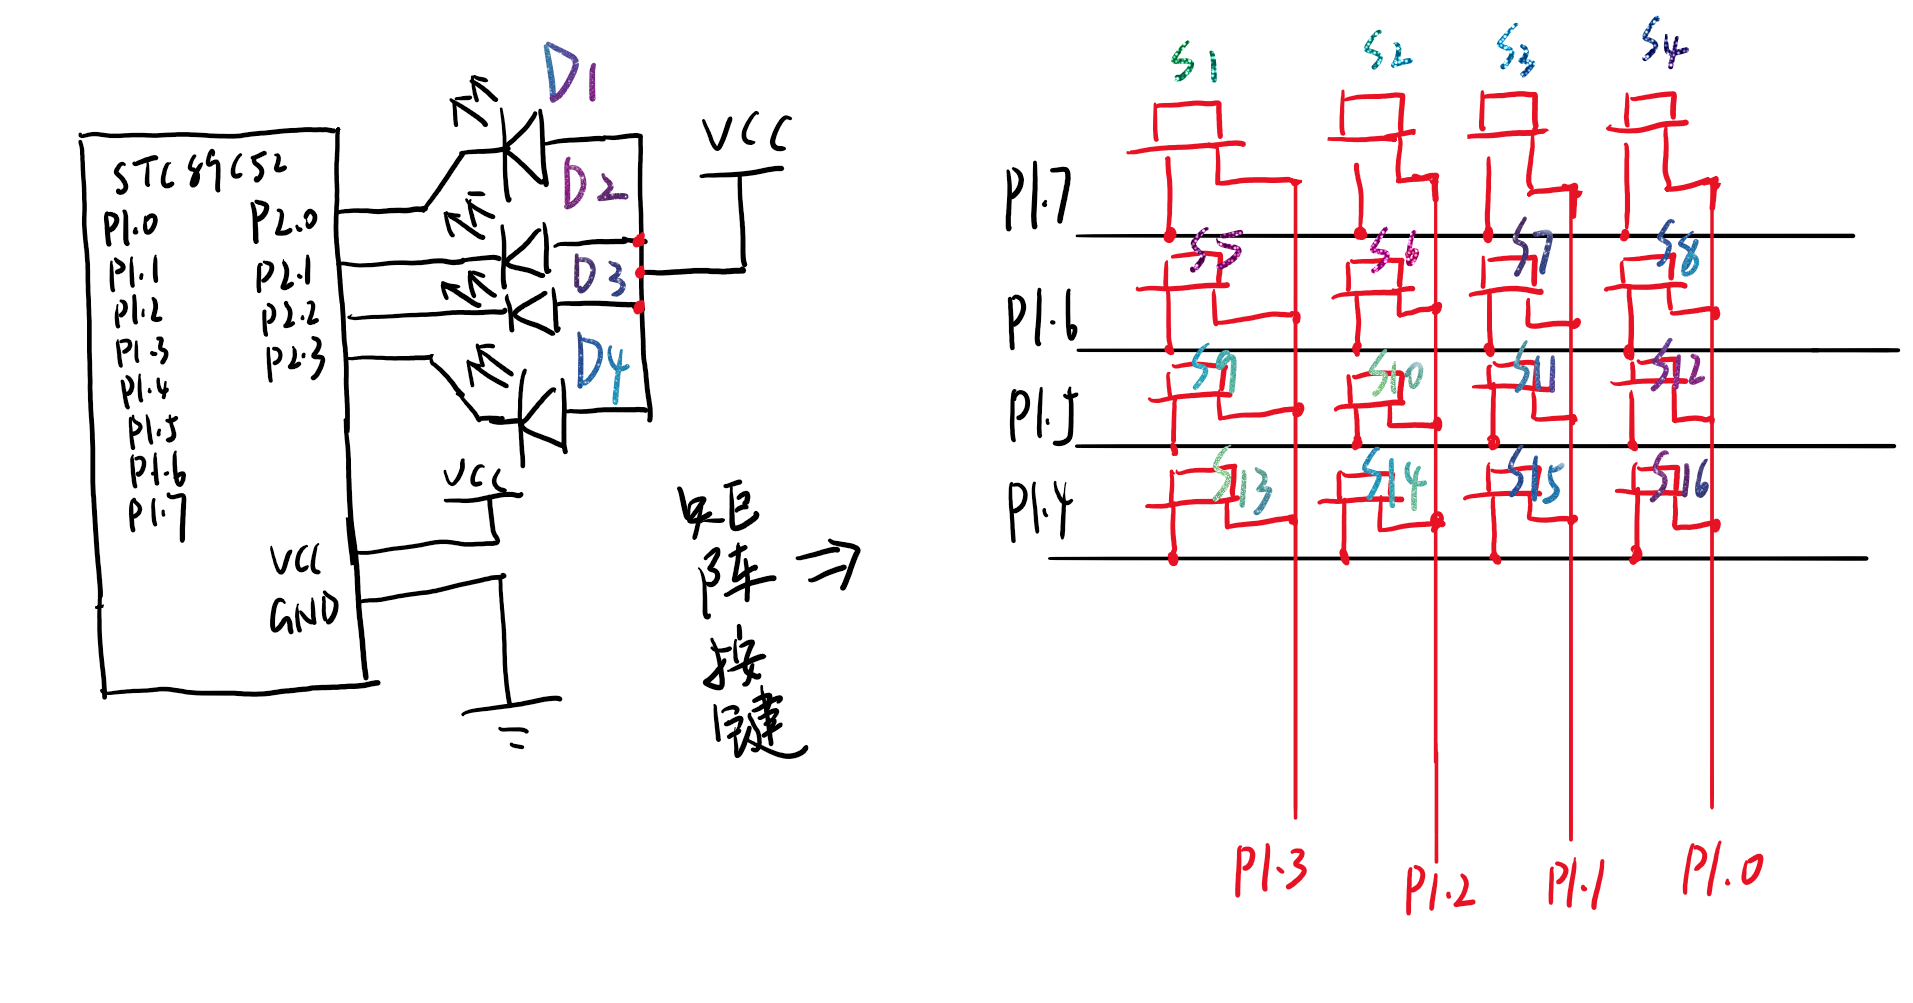 D1
VCC
STC89C52
D2
P1.0 P2.0
P1.1 P2.1
D3
P1.2 P2.2
P1.3 P2.3
D4
P1.4
P1.5
P1.6
P1.7
VCC
VCC
GND
矩
阵
按
键
S1 S2 S3 S4
P1.7
S5 S6 S7 S8
P1.6
S9 S10 S11 S12
P1.5
S13 S14 S15 S16
P1.4
P1.3 P1.2 P1.1 P1.0